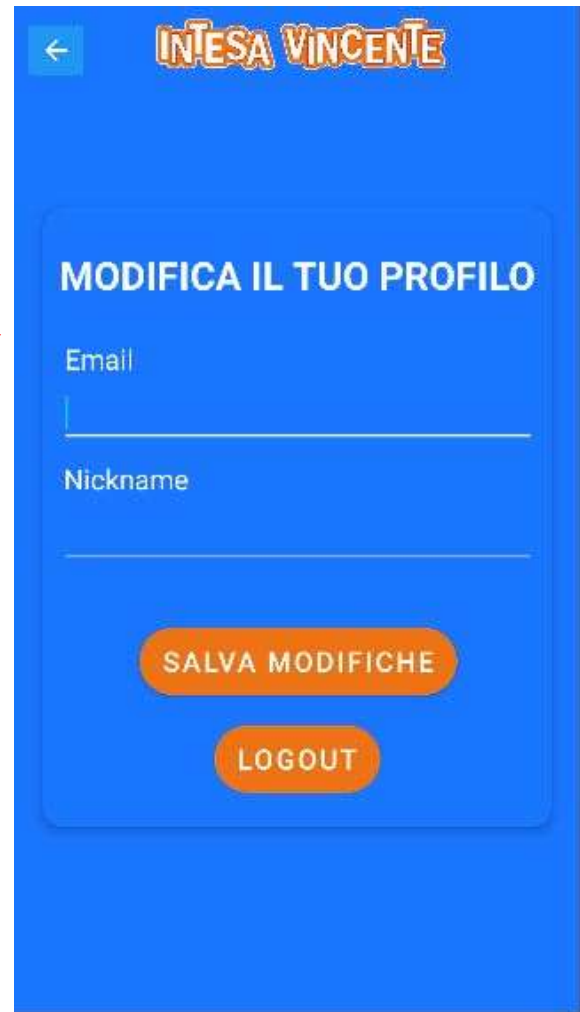 INTESA VINCENTE
MODIFICA IL TUO PROFILO
Email
Nickname
SALVA MODIFICHE
LOGOUT